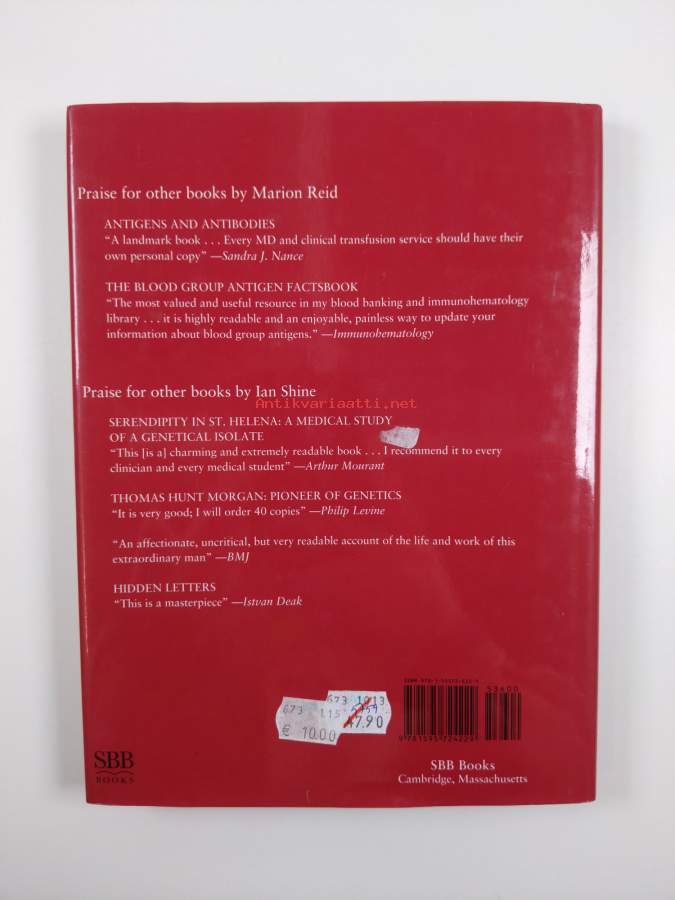 Praise for other books by Marion Reid
ANTIGENS AND ANTIBODIES
“A landmark book . . . Every MD and clinical transfusion service should have their
own personal copy” —Sandra J. Nance
THE BLOOD GROUP ANTIGEN FACTSBOOK
“The most valued and useful resource in my blood banking and immunohematology
library . . . it is highly readable and an enjoyable, painless way to update your
information about blood group antigens.” —Immunohematology
Praise for other books by Ian Shine
Antikvariaatti.net
SERENDIPITY IN ST. HELENA: A MEDICAL STUDY
OF A GENETICAL ISOLATE
“This [is a] charming and extremely readable book . . . I recommend it to every
clinician and every medical student” —Arthur Mourant
THOMAS HUNT MORGAN: PIONEER OF GENETICS
“It is very good; I will order 40 copies” —Philip Levine
“An affectionate, uncritical, but very readable account of the life and work of this
extraordinary man” —BMJ
HIDDEN LETTERS
“This is a masterpiece” —Istvan Deak
53600
673 1013
673 115
47.90
€ 10.00
SBB
BOOKS
SBB Books
Cambridge, Massachusetts